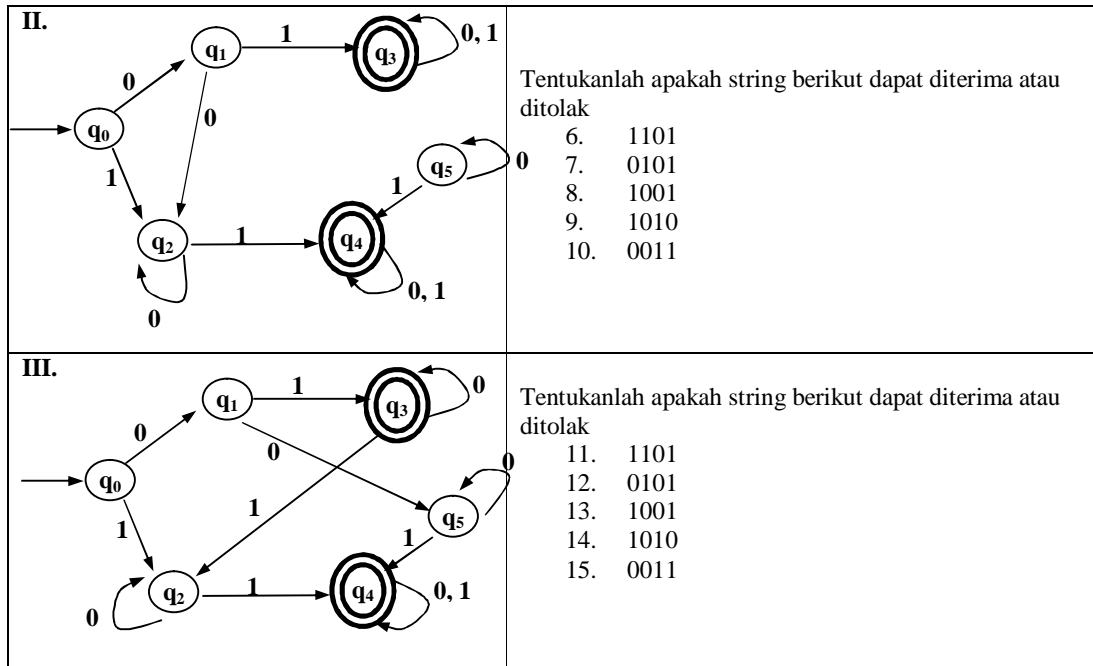 II.
q₁
1
q₃
0, 1
0
0
q₀
1
q₅
0
1
q₂
1
q₄
0, 1
0
Tentukanlah apakah string berikut dapat diterima atau
ditolak
6. 1101
7. 0101
8. 1001
9. 1010
10. 0011
III.
q₁
1
q₃
0
0
0
q₀
1
1
q₅
0
1
q₂
1
q₄
0, 1
0
Tentukanlah apakah string berikut dapat diterima atau
ditolak
11. 1101
12. 0101
13. 1001
14. 1010
15. 0011